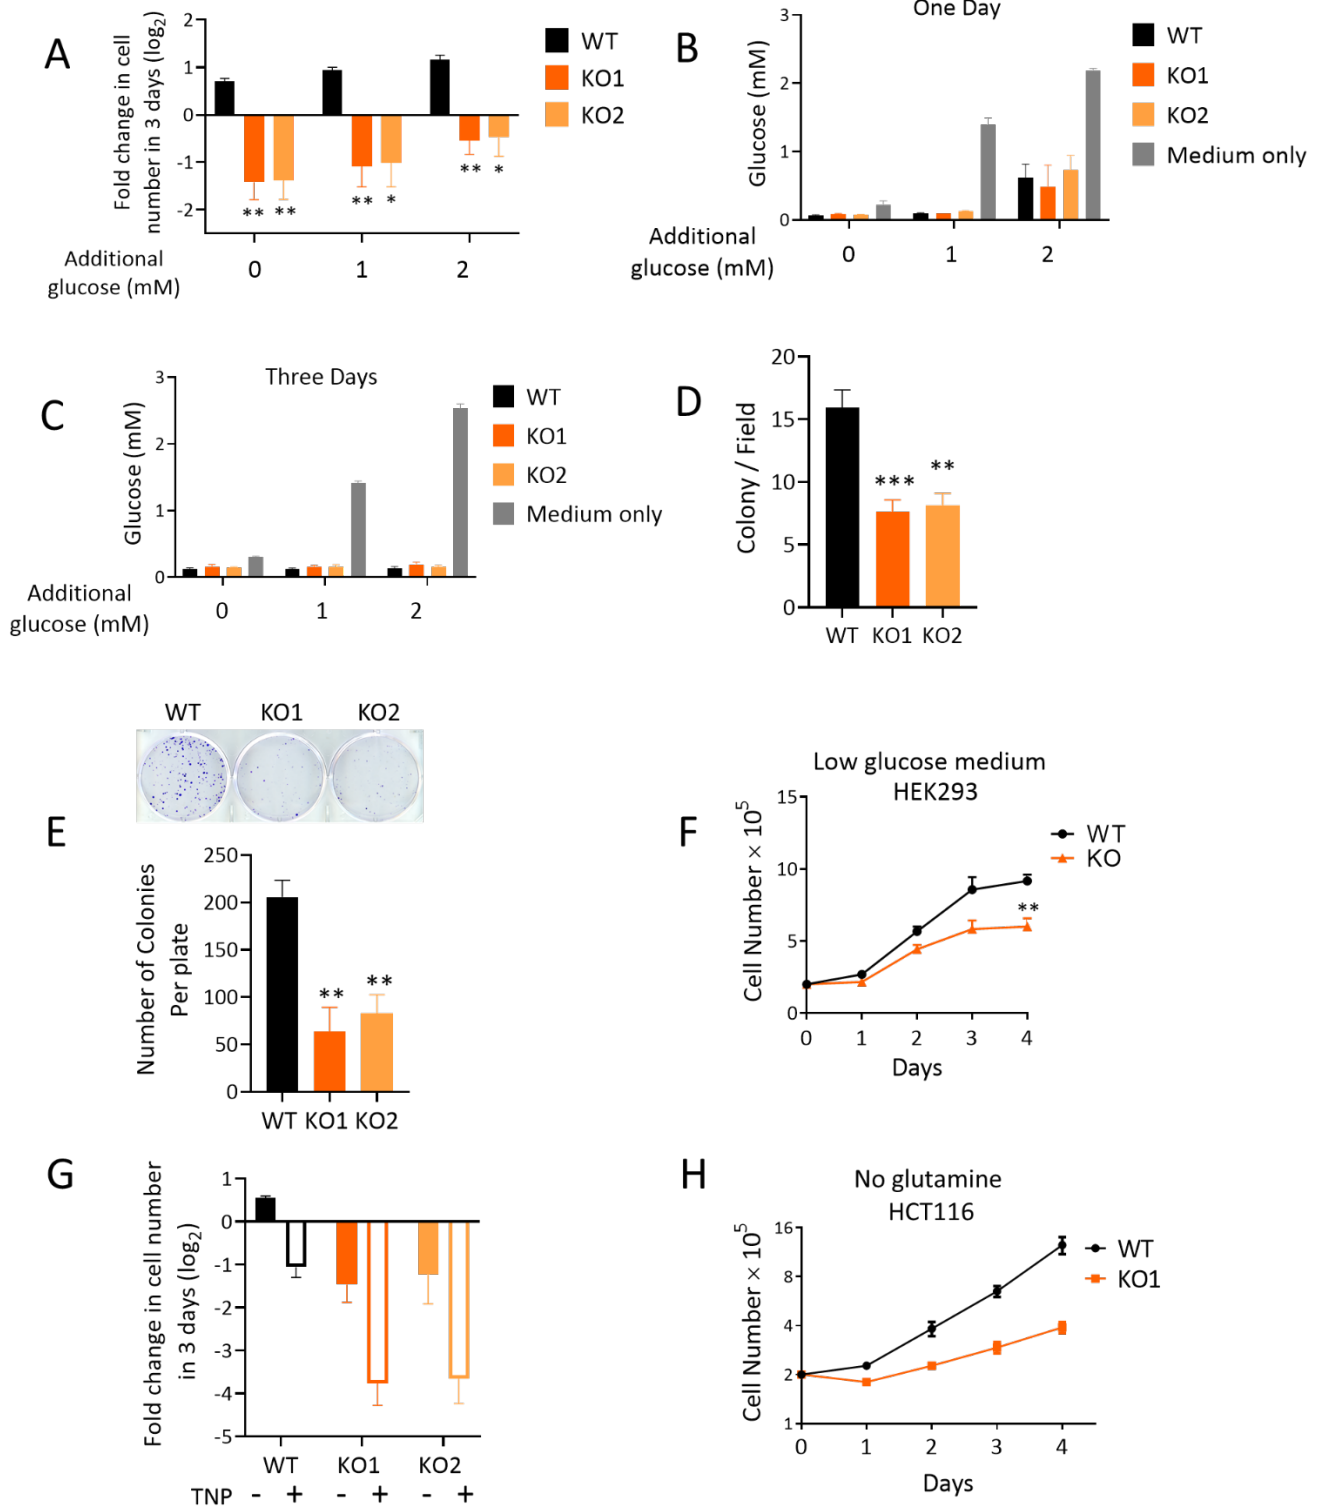 A
Fold change in cell
number in 3 days (log2)
2
1
0
-1
-2
** **
** *
** *
WT
KO1
KO2
Additional
glucose (mM)
0 1 2
B
One Day
Glucose (mM)
3
2
1
0
WT
KO1
KO2
Medium only
Additional
glucose (mM)
0 1 2
C
Three Days
Glucose (mM)
3
2
1
0
WT
KO1
KO2
Medium only
Additional
glucose (mM)
0 1 2
D
Colony / Field
20
15
10
5
0
*** **
WT KO1 KO2
WT KO1 KO2
E
Number of Colonies
Per plate
250
200
150
100
50
0
** **
WT KO1 KO2
F
Low glucose medium
HEK293
Cell Number × 10⁵
15
10
5
0
WT
KO
**
0 1 2 3 4
Days
G
Fold change in cell number
in 3 days (log2)
1
0
-1
-2
-3
-4
-5
WT KO1 KO2
TNP - + - + - +
H
No glutamine
HCT116
Cell Number × 10⁵
16
8
4
2
1
WT
KO1
0 1 2 3 4
Days